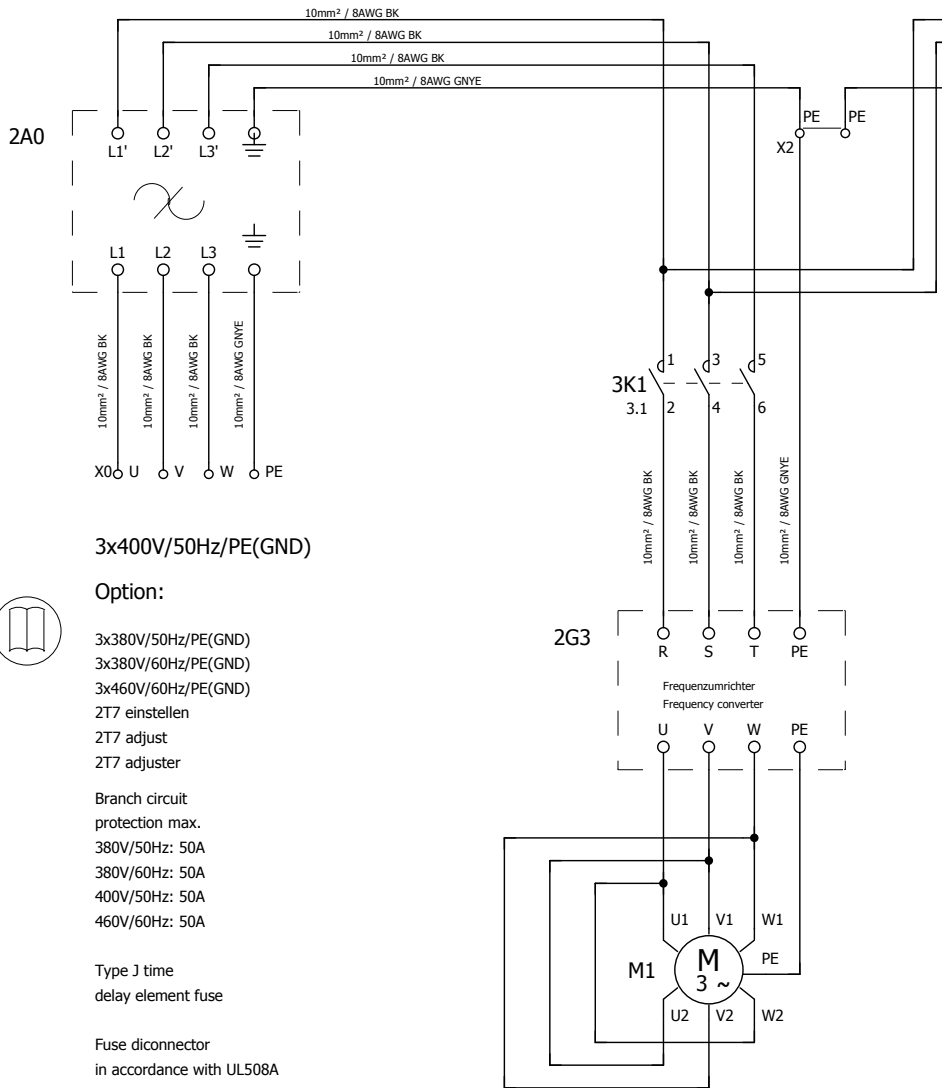 10mm² / 8AWG BK
10mm² / 8AWG BK
10mm² / 8AWG BK
10mm² / 8AWG GNYE
2A0
L1' L2' L3'
L1 L2 L3
10mm² / 8AWG BK
10mm² / 8AWG BK
10mm² / 8AWG BK
10mm² / 8AWG GNYE
X0 U V W PE
PE PE
X2
3K1
3.1
1 3 5
2 4 6
10mm² / 8AWG BK
10mm² / 8AWG BK
10mm² / 8AWG BK
10mm² / 8AWG GNYE
3x400V/50Hz/PE(GND)
Option:
3x380V/50Hz/PE(GND)
3x380V/60Hz/PE(GND)
3x460V/60Hz/PE(GND)
2T7 einstellen
2T7 adjust
2T7 adjuster
Branch circuit
protection max.
380V/50Hz: 50A
380V/60Hz: 50A
400V/50Hz: 50A
460V/60Hz: 50A
Type J time
delay element fuse
Fuse diconnector
in accordance with UL508A
2G3
R S T PE
Frequenzumrichter
Frequency converter
U V W PE
U1 V1 W1
M1
M
3 ~
PE
U2 V2 W2